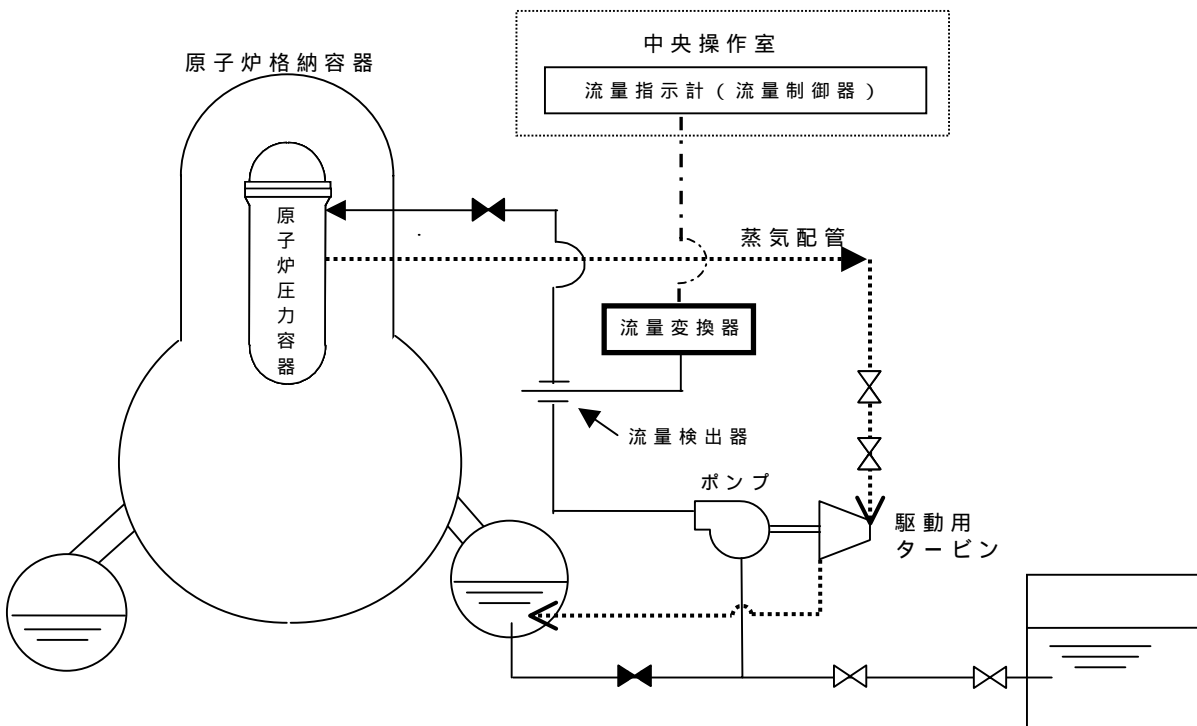 中央操作室
原子炉格納容器
流量指示計（流量制御器）
原子炉圧力容器
蒸気配管
流量変換器
流量検出器
ポンプ
駆動用
タービン